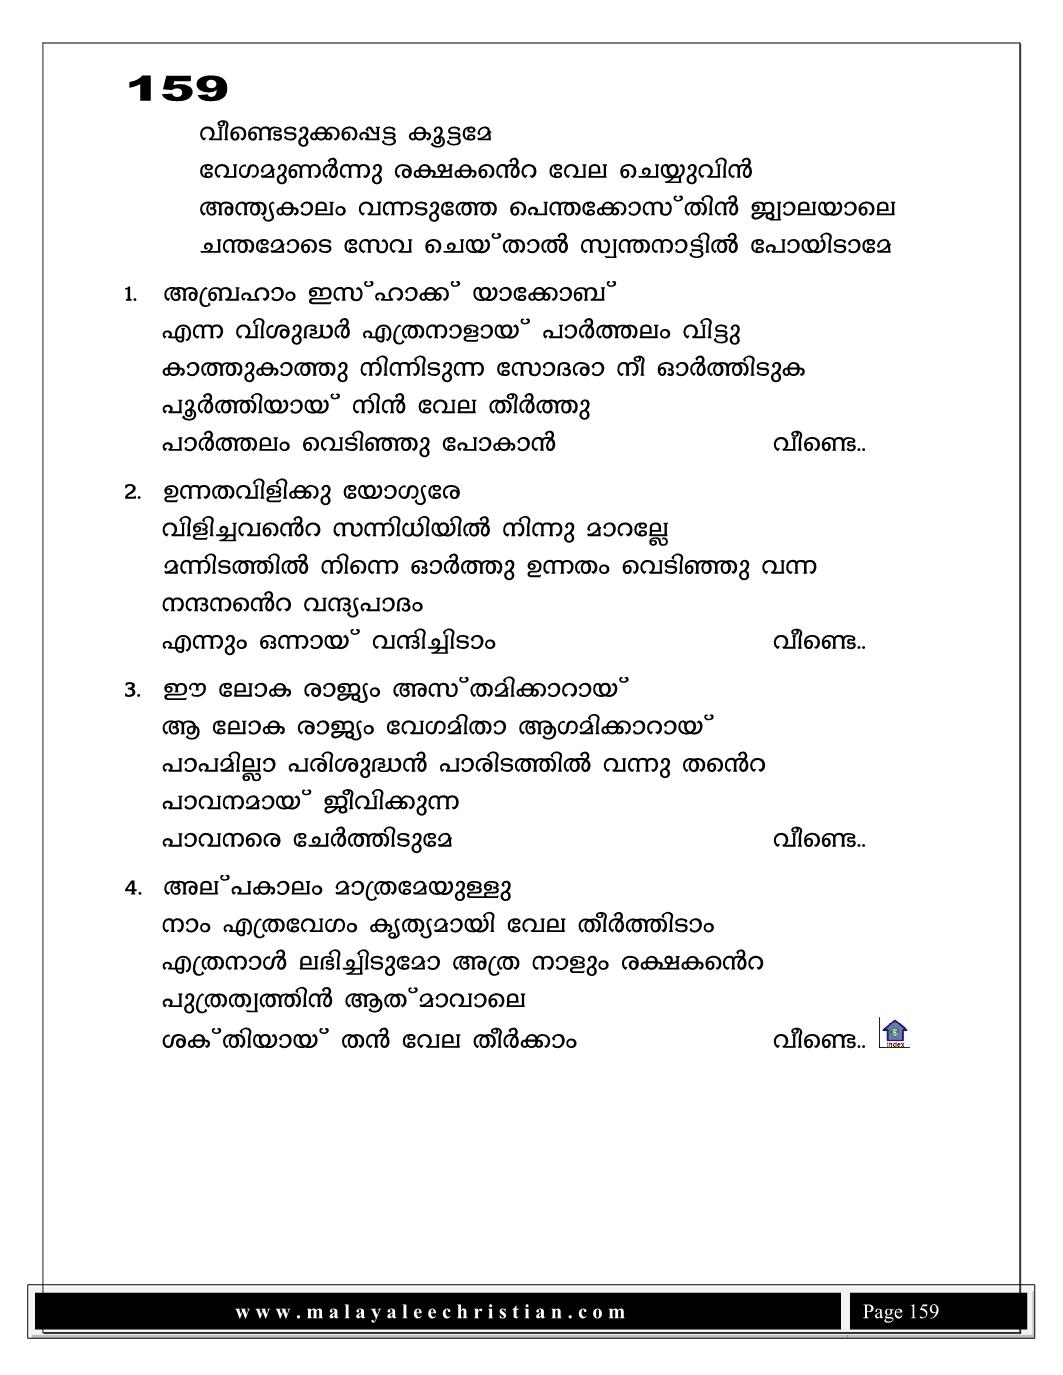 159
വീണ്ടെടുക്കപ്പെട്ട കൂട്ടമേ
വേഗമുണർന്നു രക്ഷകൻെറ വേല ചെയ്യുവിൻ
അന്ത്യകാലം വന്നടുത്തേ പെന്തക്കോസ്തിൻ ജ്വാലയാലെ
ചന്തമോടെ സേവ ചെയ്താൽ സ്വന്തനാട്ടിൽ പോയിടാമേ
1. അബ്രഹാം ഇസ്ഹാക്ക് യാക്കോബ്
എന്ന വിശുദ്ധർ എത്രനാളായ് പാർത്തലം വിട്ടു
കാത്തുകാത്തു നിന്നിടുന്ന സോദരാ നീ ഓർത്തിടുക
പൂർത്തിയായ് നിൻ വേല തീർത്തു
പാർത്തലം വെടിഞ്ഞു പോകാൻ വീണ്ടെ..
2. ഉന്നതവിളിക്കു യോഗ്യരേ
വിളിച്ചവൻെറ സന്നിധിയിൽ നിന്നു മാറല്ലേ
മന്നിടത്തിൽ നിന്നെ ഓർത്തു ഉന്നതം വെടിഞ്ഞു വന്ന
നന്ദനൻെറ വന്ദ്യപാദം
എന്നും ഒന്നായ് വന്ദിച്ചിടാം വീണ്ടെ..
3. ഈ ലോക രാജ്യം അസ്തമിക്കാറായ്
ആ ലോക രാജ്യം വേഗമിതാ ആഗമിക്കാറായ്
പാപമില്ലാ പരിശുദ്ധൻ പാരിടത്തിൽ വന്നു തൻെറ
പാവനമായ് ജീവിക്കുന്ന
പാവനരെ ചേർത്തിടുമേ വീണ്ടെ..
4. അല്പകാലം മാത്രമേയുള്ളു
നാം എത്രവേഗം കൃത്യമായി വേല തീർത്തിടാം
എത്രനാൾ ലഭിച്ചിടുമോ അത്ര നാളും രക്ഷകൻെറ
പുത്രത്വത്തിൻ ആത്മാവാലെ
ശക്തിയായ് തൻ വേല തീർക്കാം വീണ്ടെ.. Index
www.malayaleechristian.com Page 159